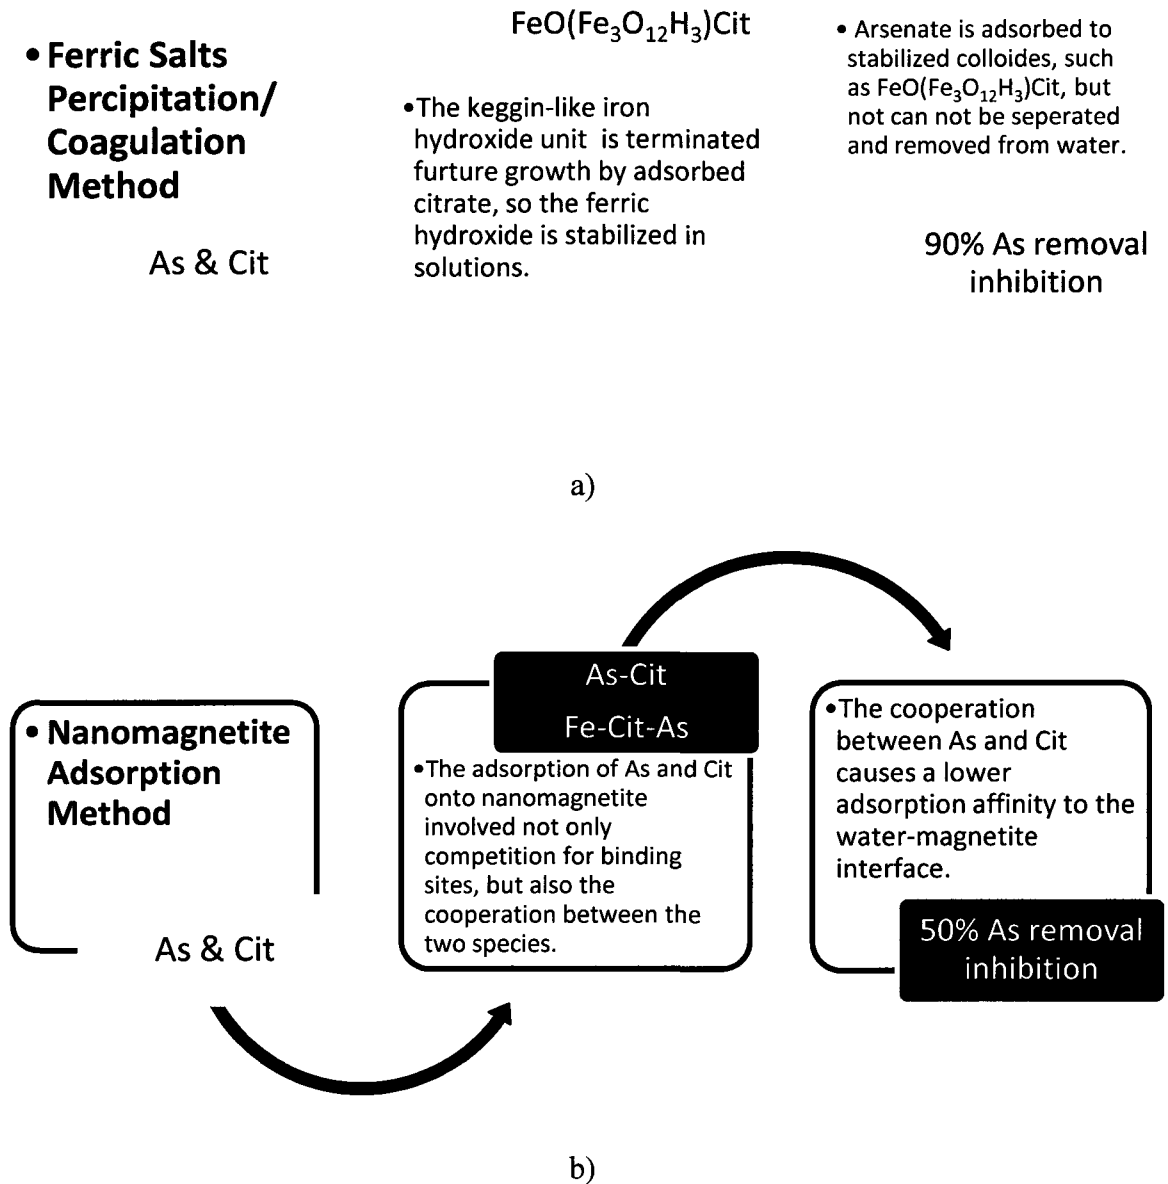 • Ferric Salts
Percipitation/
Coagulation
Method
As & Cit
FeO(Fe₃O₁₂H₃)Cit
•The keggin-like iron
hydroxide unit is terminated
furture growth by adsorbed
citrate, so the ferric
hydroxide is stabilized in
solutions.
• Arsenate is adsorbed to
stabilized colloides, such
as FeO(Fe₃O₁₂H₃)Cit, but
not can not be seperated
and removed from water.
90% As removal
inhibition
a)
• Nanomagnetite
Adsorption
Method
As & Cit
As-Cit
Fe-Cit-As
•The adsorption of As and Cit
onto nanomagnetite
involved not only
competition for binding
sites, but also the
cooperation between the
two species.
•The cooperation
between As and Cit
causes a lower
adsorption affinity to the
water-magnetite
interface.
50% As removal
inhibition
b)